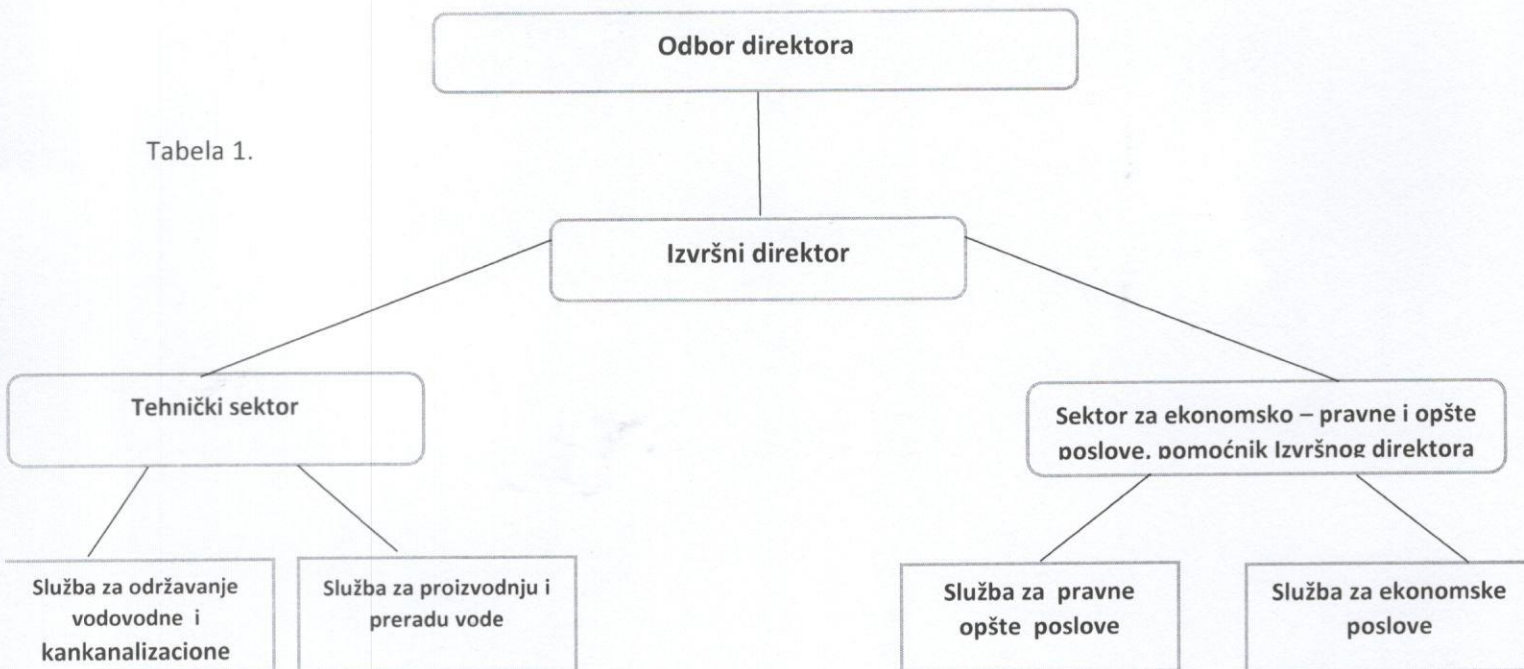 Odbor direktora
Tabela 1.
Izvršni direktor
Tehnički sektor
Sektor za ekonomsko – pravne i opšte
poslove, pomoćnik Izvršnog direktora
Služba za održavanje
vodovodne i
kankanalizacione
Služba za proizvodnju i
preradu vode
Služba za pravne
opšte poslove
Služba za ekonomske
poslove